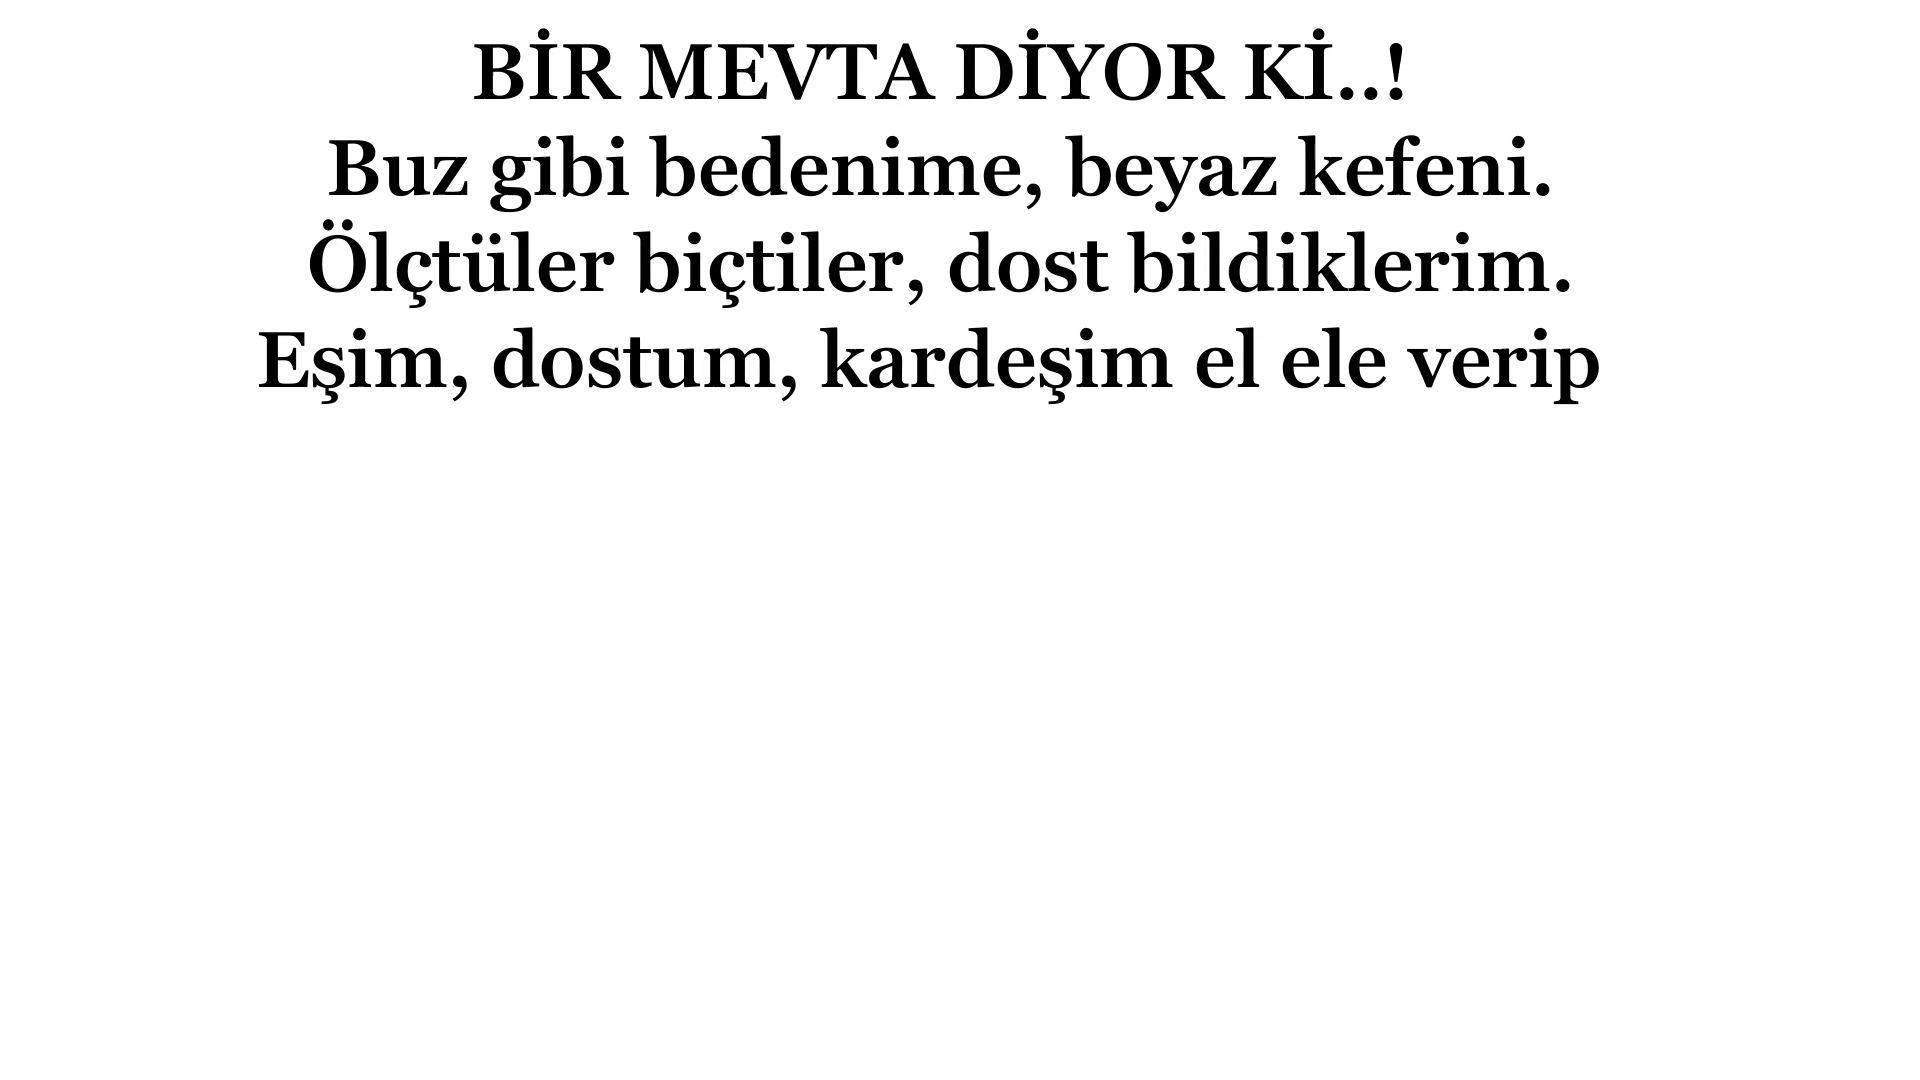 BİR MEVTA DİYOR Kİ..!
Buz gibi bedenime, beyaz kefeni.
Ölçtüler biçtiler, dost bildiklerim.
Eşim, dostum, kardeşim el ele verip